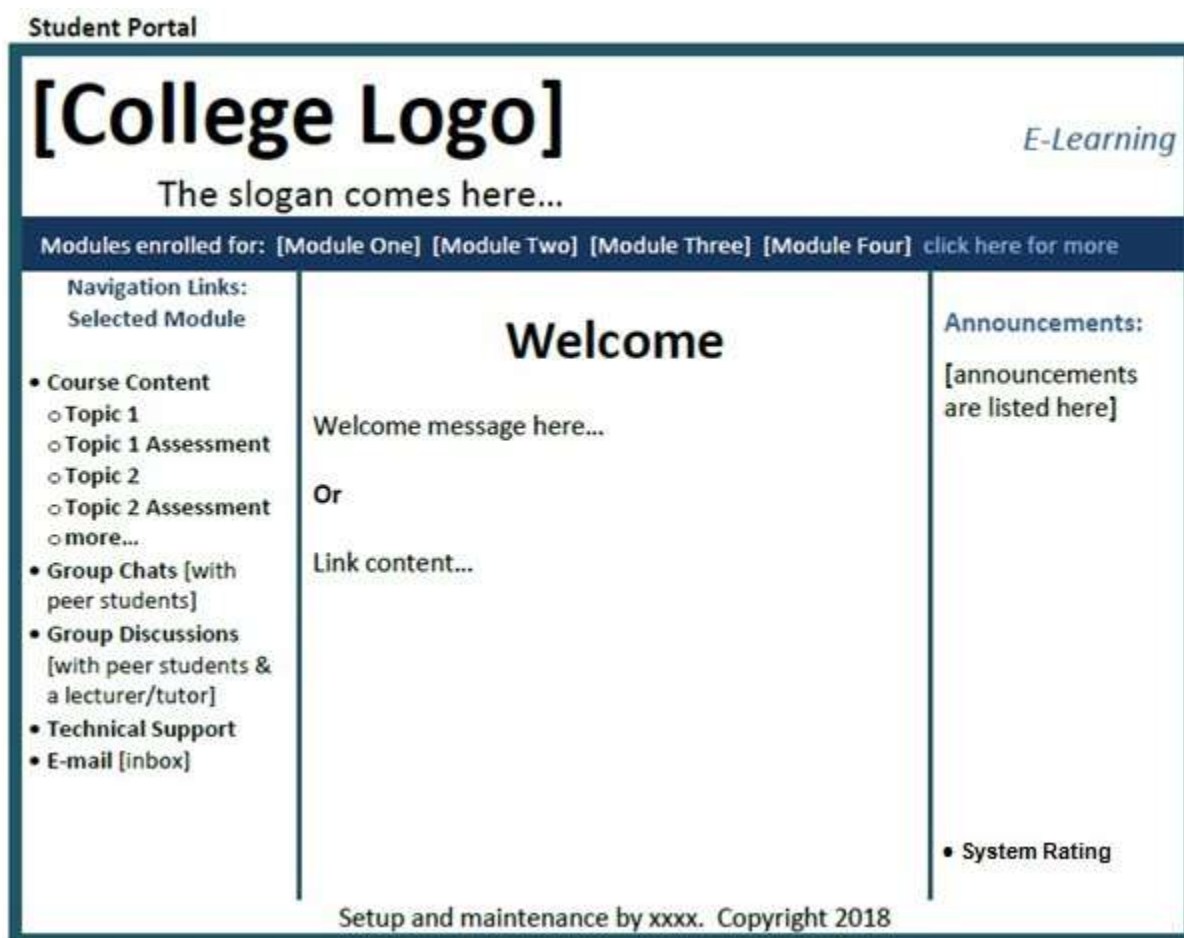 Student Portal
[College Logo]
E-Learning
The slogan comes here...
Modules enrolled for: [Module One] [Module Two] [Module Three] [Module Four] click here for more
Navigation Links:
Selected Module
• Course Content
o Topic 1
o Topic 1 Assessment
o Topic 2
o Topic 2 Assessment
o more...
• Group Chats [with
peer students]
• Group Discussions
[with peer students &
a lecturer/tutor]
• Technical Support
• E-mail [inbox]
Welcome
Welcome message here...
Or
Link content...
Announcements:
[announcements
are listed here]
• System Rating
Setup and maintenance by xxxx. Copyright 2018